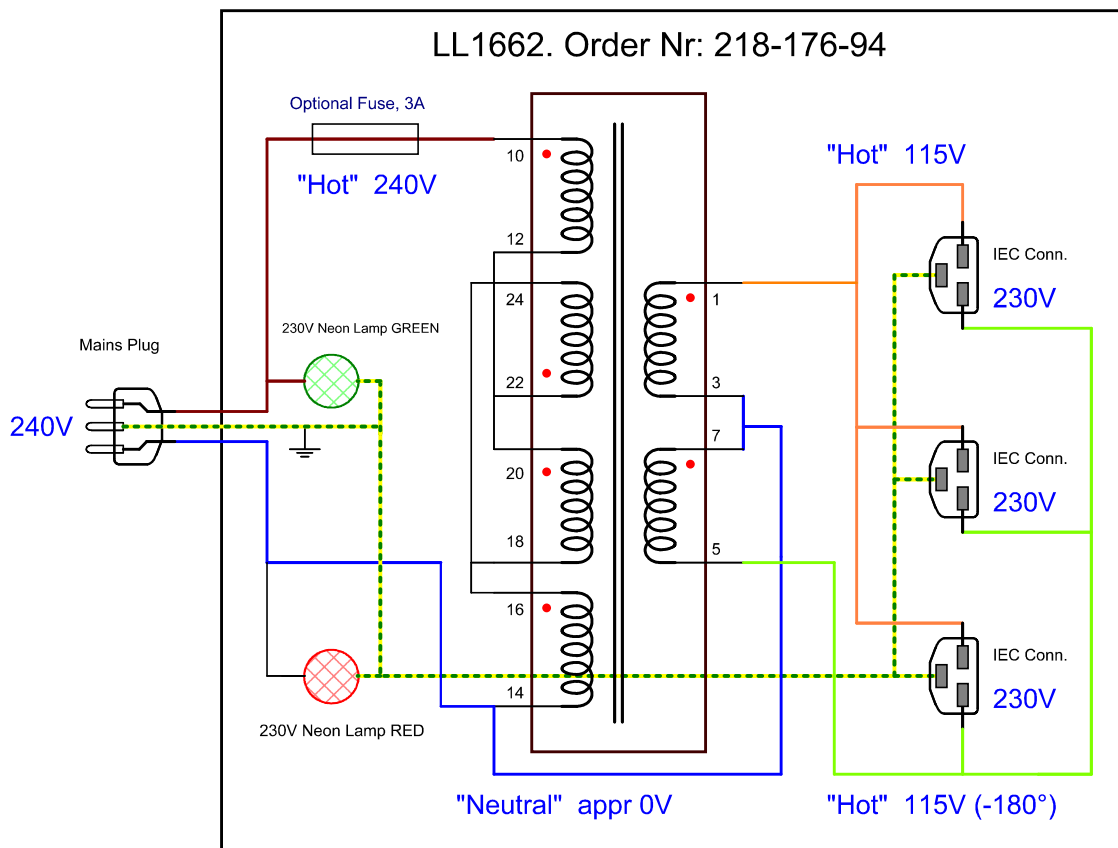 LL1662. Order Nr: 218-176-94
Optional Fuse, 3A
"Hot" 240V
10
12
24
22
20
18
16
14
1
3
7
5
"Hot" 115V
IEC Conn.
230V
230V Neon Lamp GREEN
Mains Plug
240V
IEC Conn.
230V
IEC Conn.
230V
230V Neon Lamp RED
"Neutral" appr 0V
"Hot" 115V (-180°)